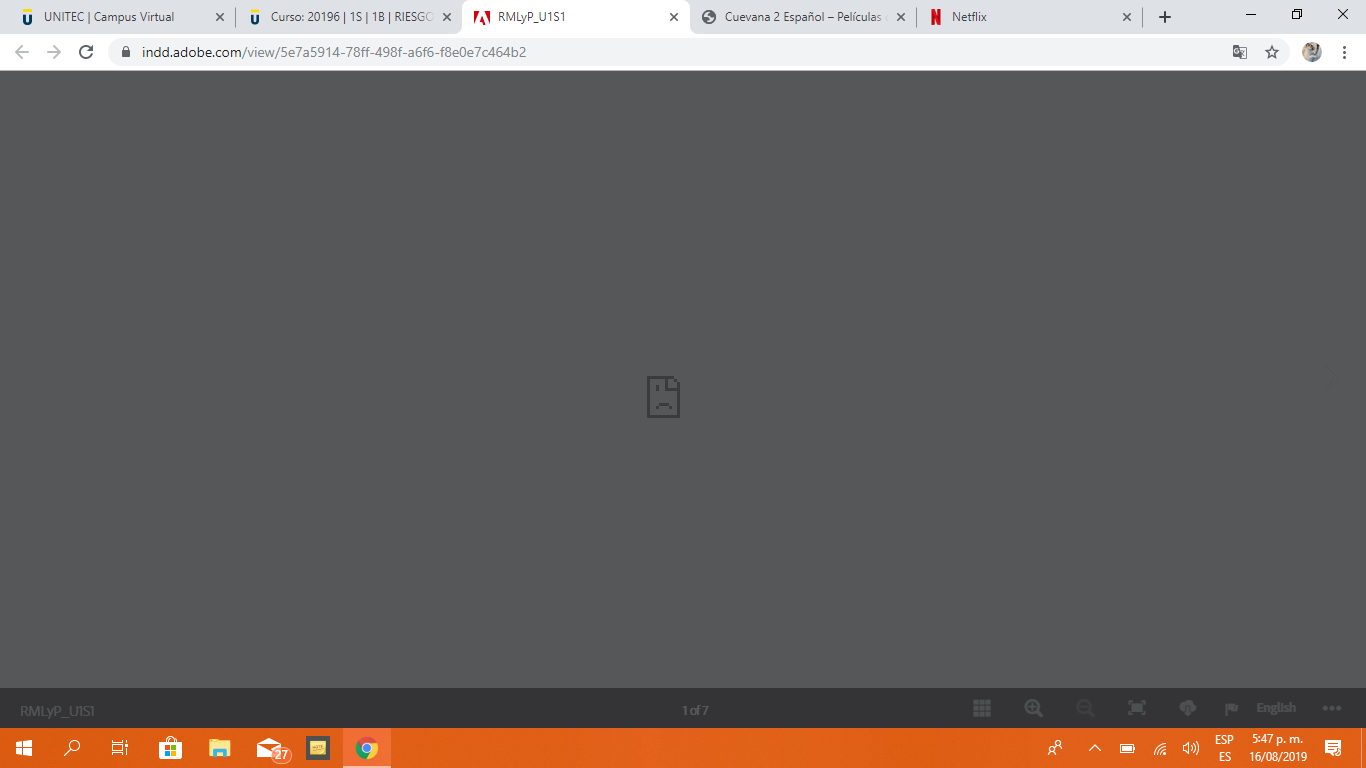 UNITEC | Campus Virtual
Curso: 20196 | 1S | 1B | RIESGO
RMLyP_U1S1
Cuevana 2 Español – Películas
Netflix
indd.adobe.com/view/5e7a5914-78ff-498f-a6f6-f8e0e7c464b2
RMLyP_U1S1
1 of 7
English
27
ESP
ES
5:47 p. m.
16/08/2019